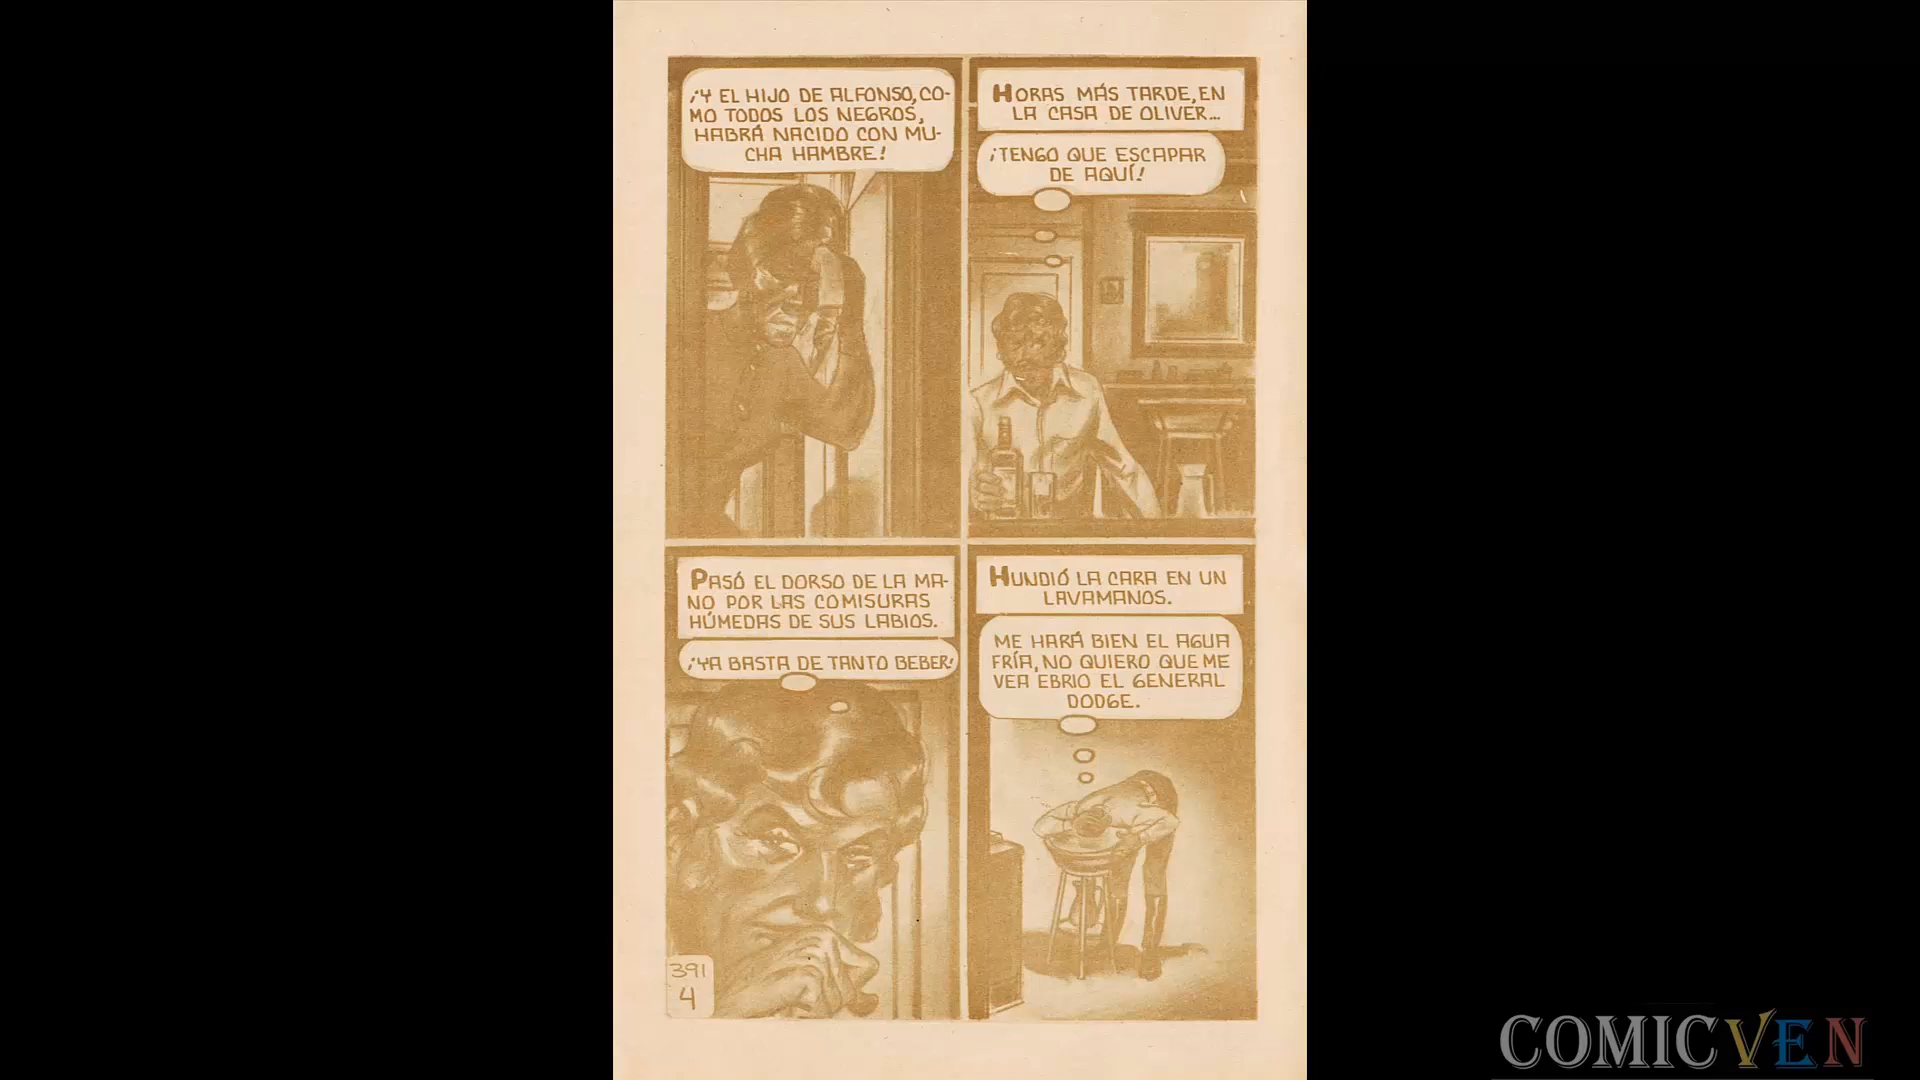 ¡Y EL HIJO DE ALFONSO, CO-
MO TODOS LOS NEGROS,
HABRÁ NACIDO CON MU-
CHA HAMBRE!
HORAS MÁS TARDE, EN
LA CASA DE OLIVER...
¡TENGO QUE ESCAPAR
DE AQUÍ!
PASÓ EL DORSO DE LA MA-
NO POR LAS COMISURAS
HÚMEDAS DE SUS LABIOS.
¡YA BASTA DE TANTO BEBER!
HUNDIÓ LA CARA EN UN
LAVAMANOS.
ME HARÁ BIEN EL AGUA
FRÍA, NO QUIERO QUE ME
VEA EBRIO EL GENERAL
DODGE.
391
4
COMICVEN